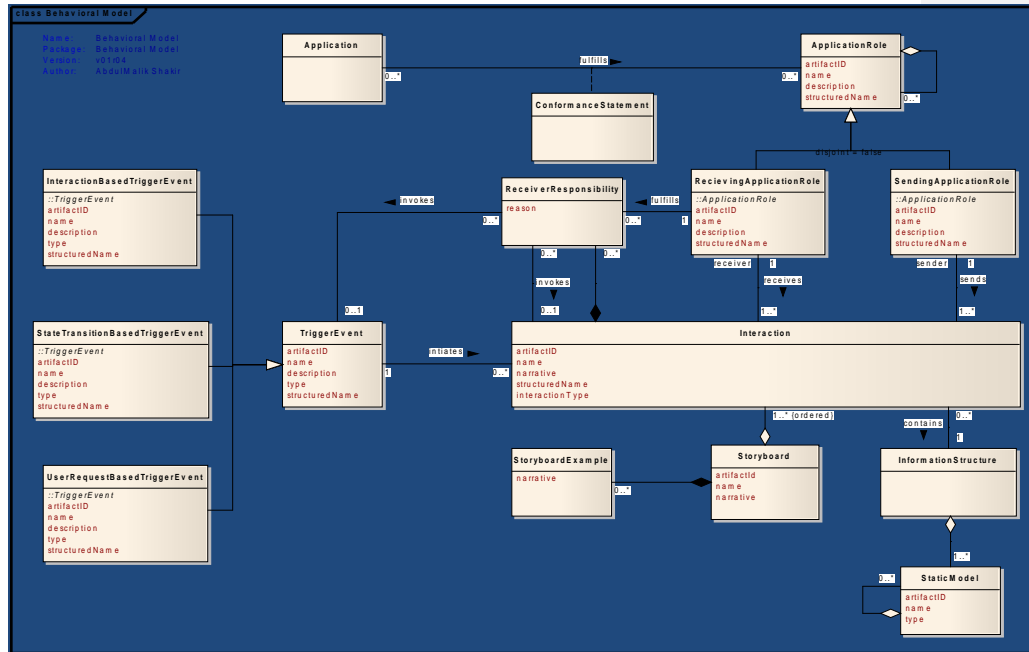 class Behavioral Model
Name: Behavioral Model
Package: Behavioral Model
Version: v01r04
Author: AbdulMalik Shakir
Application
ApplicationRole
artifactID
name
description
structuredName
fulfills
0..*
0..*
0..*
ConformanceStatement
disjoint = false
InteractionBasedTriggerEvent
::TriggerEvent
artifactID
name
description
type
structuredName
ReceiverResponsibility
reason
RecievingApplicationRole
::ApplicationRole
artifactID
name
description
structuredName
SendingApplicationRole
::ApplicationRole
artifactID
name
description
structuredName
invokes
0..*
fulfills
0..*
1
0..*
0..*
invokes
0..1
receiver
1
receives
1..*
sender
1
sends
1..*
0..1
StateTransitionBasedTriggerEvent
::TriggerEvent
artifactID
name
description
type
structuredName
TriggerEvent
artifactID
name
description
type
structuredName
intiates
1
0..*
Interaction
artifactID
name
narrative
structuredName
interactionType
1..* {ordered}
0..*
contains
1
UserRequestBasedTriggerEvent
::TriggerEvent
artifactID
name
description
type
structuredName
StoryboardExample
narrative
0..*
Storyboard
artifactId
name
narrative
InformationStructure
1..*
0..*
StaticModel
artifactID
name
type